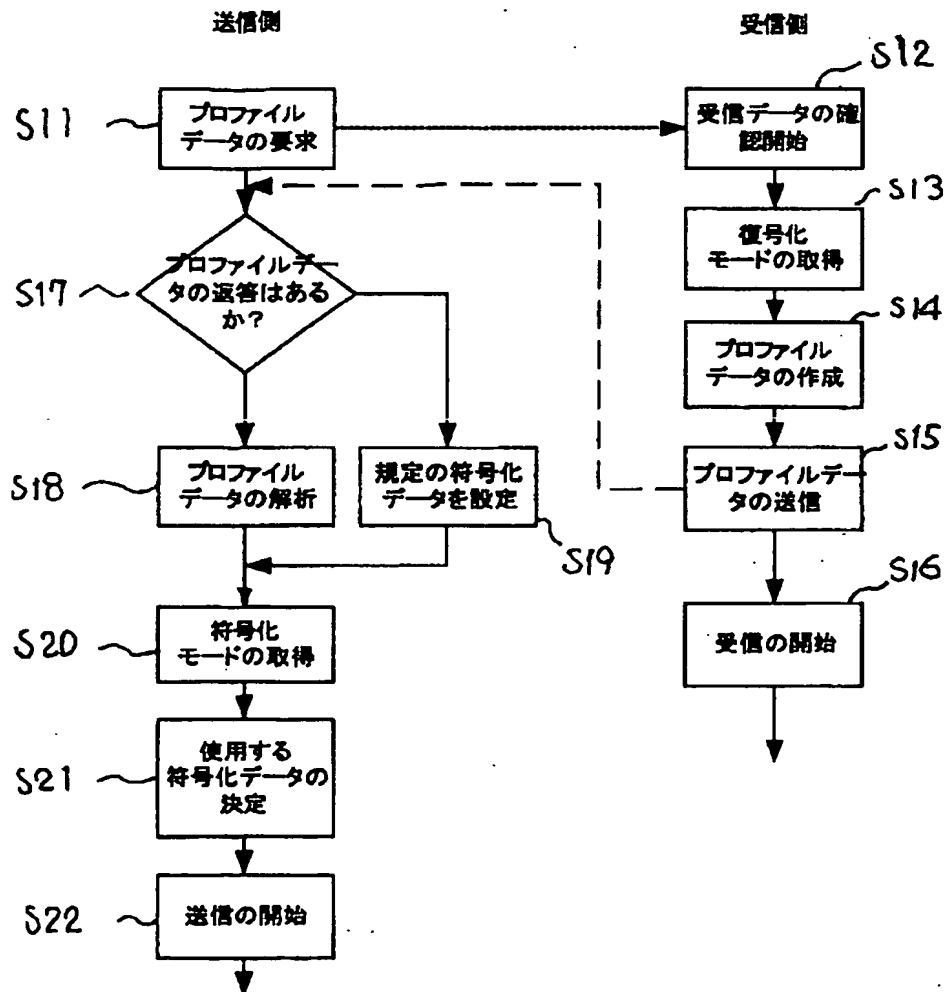 送信側
受信側
S11
プロファイル
データの要求
S12
受信データの確
認開始
S13
復号化
モードの取得
S17
プロファイルデー
タの返答はある
か?
S14
プロファイル
データの作成
S18
プロファイル
データの解析
規定の符号化
データを設定
S19
S15
プロファイルデー
タの送信
S16
受信の開始
S20
符号化
モードの取得
S21
使用する
符号化データの
決定
S22
送信の開始